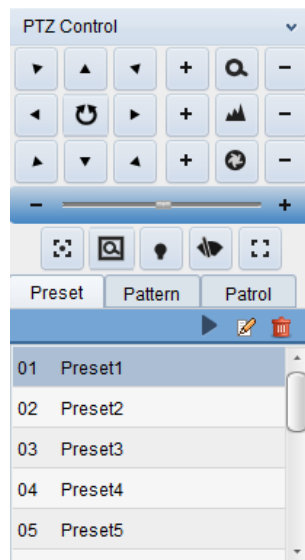 PTZ Control
+ −
+ −
+ −
− +
Preset Pattern Patrol
01 Preset1
02 Preset2
03 Preset3
04 Preset4
05 Preset5